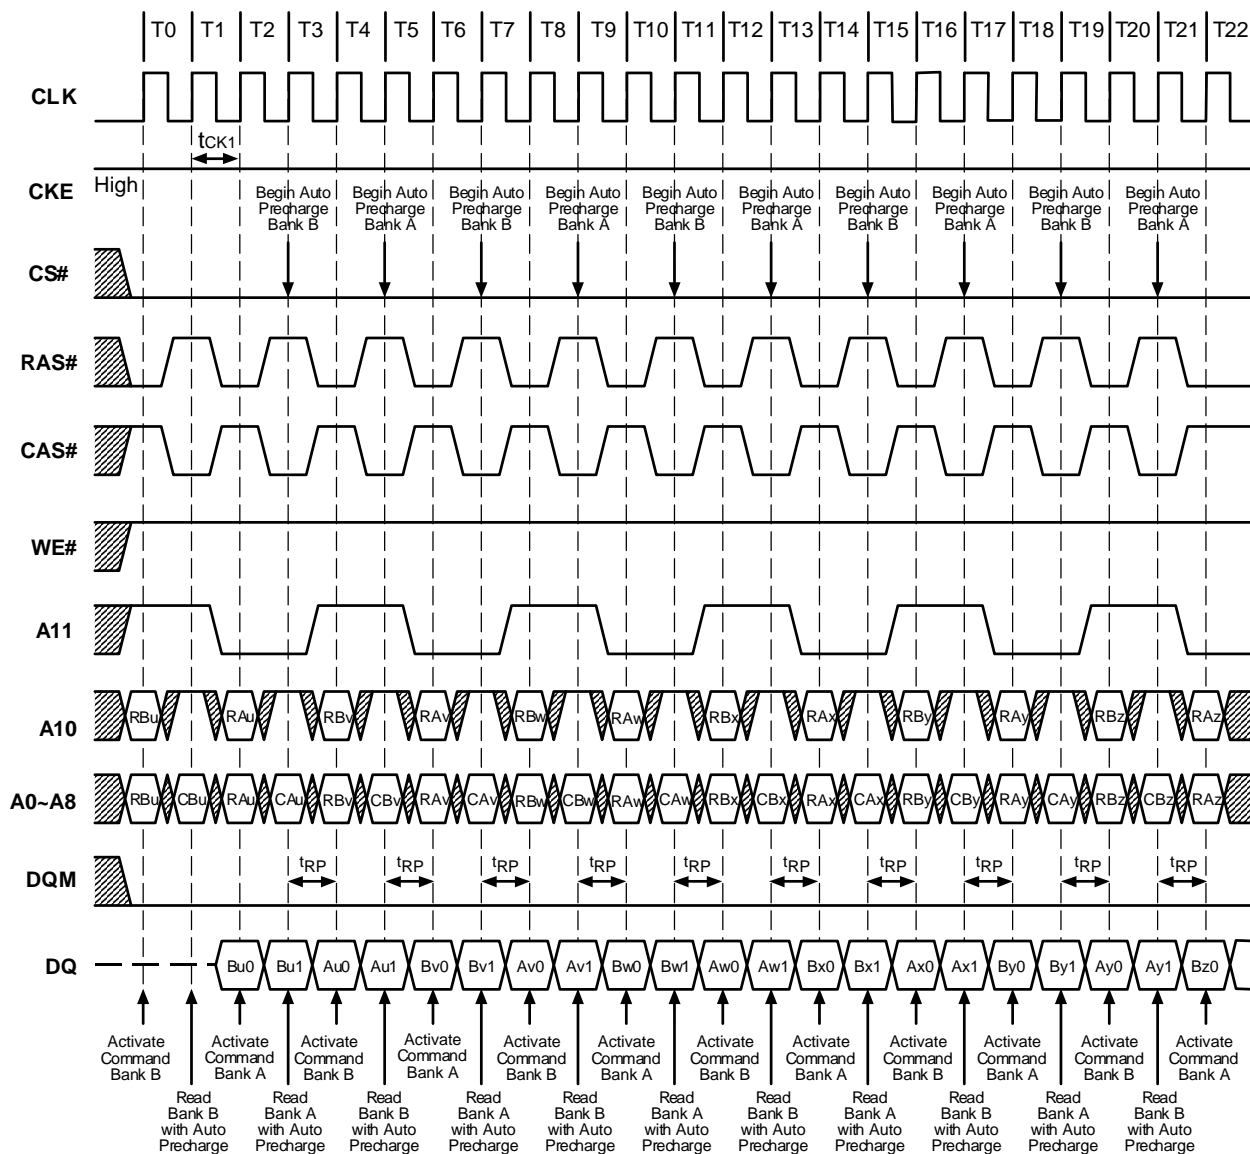 T0 T1 T2 T3 T4 T5 T6 T7 T8 T9 T10 T11 T12 T13 T14 T15 T16 T17 T18 T19 T20 T21 T22
CLK
tCK1
CKE High
Begin Auto Precharge Bank B
Begin Auto Precharge Bank A
Begin Auto Precharge Bank B
Begin Auto Precharge Bank A
Begin Auto Precharge Bank B
Begin Auto Precharge Bank A
Begin Auto Precharge Bank B
Begin Auto Precharge Bank A
Begin Auto Precharge Bank B
Begin Auto Precharge Bank A
CS#
RAS#
CAS#
WE#
A11
A10 RBu RAu RBv RAv RBw RAw RBx RAx RBy RAy RBz RAz
A0~A8 RBu CBu RAu CAu RBv CBv RAv CAv RBw CBw RAw CAw RBx CBx RAx CAx RBy CBy RAy CAy RBz CBz RAz
tRP tRP tRP tRP tRP tRP tRP tRP tRP tRP
DQM
DQ Bu0 Bu1 Au0 Au1 Bv0 Bv1 Av0 Av1 Bw0 Bw1 Aw0 Aw1 Bx0 Bx1 Ax0 Ax1 By0 By1 Ay0 Ay1 Bz0
Activate Command Bank B
Activate Command Bank A
Activate Command Bank B
Activate Command Bank A
Activate Command Bank B
Activate Command Bank A
Activate Command Bank B
Activate Command Bank A
Activate Command Bank B
Activate Command Bank A
Activate Command Bank B
Activate Command Bank A
Read Bank B with Auto Precharge
Read Bank A with Auto Precharge
Read Bank B with Auto Precharge
Read Bank A with Auto Precharge
Read Bank B with Auto Precharge
Read Bank A with Auto Precharge
Read Bank B with Auto Precharge
Read Bank A with Auto Precharge
Read Bank B with Auto Precharge
Read Bank A with Auto Precharge
Read Bank B with Auto Precharge